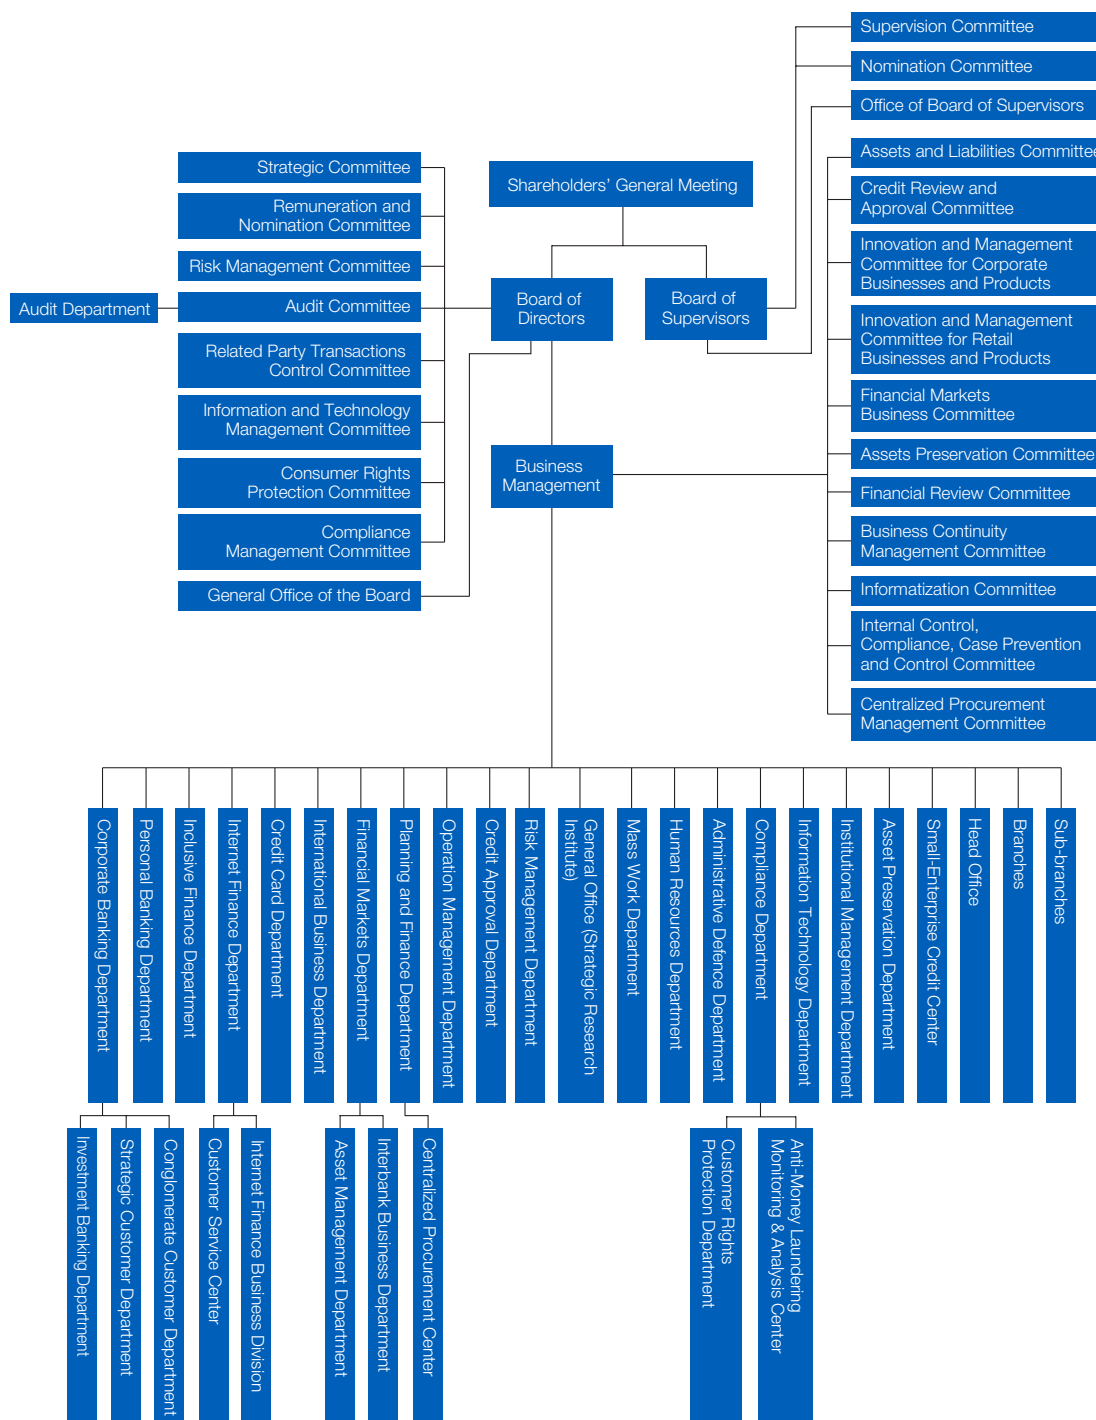 Supervision Committee
Nomination Committee
Office of Board of Supervisors
Strategic Committee
Remuneration and
Nomination Committee
Risk Management Committee
Audit Department
Audit Committee
Related Party Transactions
Control Committee
Information and Technology
Management Committee
Consumer Rights
Protection Committee
Compliance
Management Committee
General Office of the Board
Shareholders' General Meeting
Board of
Directors
Board of
Supervisors
Business
Management
Assets and Liabilities Committee
Credit Review and
Approval Committee
Innovation and Management
Committee for Corporate
Businesses and Products
Innovation and Management
Committee for Retail
Businesses and Products
Financial Markets
Business Committee
Assets Preservation Committee
Financial Review Committee
Business Continuity
Management Committee
Informatization Committee
Internal Control,
Compliance, Case Prevention
and Control Committee
Centralized Procurement
Management Committee
Corporate Banking Department
Personal Banking Department
Inclusive Finance Department
Internet Finance Department
Credit Card Department
International Business Department
Financial Markets Department
Planning and Finance Department
Operation Management Department
Credit Approval Department
Risk Management Department
General Office (Strategic Research
Institute)
Mass Work Department
Human Resources Department
Administrative Defence Department
Compliance Department
Information Technology Department
Institutional Management Department
Asset Preservation Department
Small-Enterprise Credit Center
Head Office
Branches
Sub-branches
Investment Banking Department
Strategic Customer Department
Conglomerate Customer Department
Customer Service Center
Internet Finance Business Division
Asset Management Department
Interbank Business Department
Centralized Procurement Center
Customer Rights
Protection Department
Anti-Money Laundering
Monitoring & Analysis Center